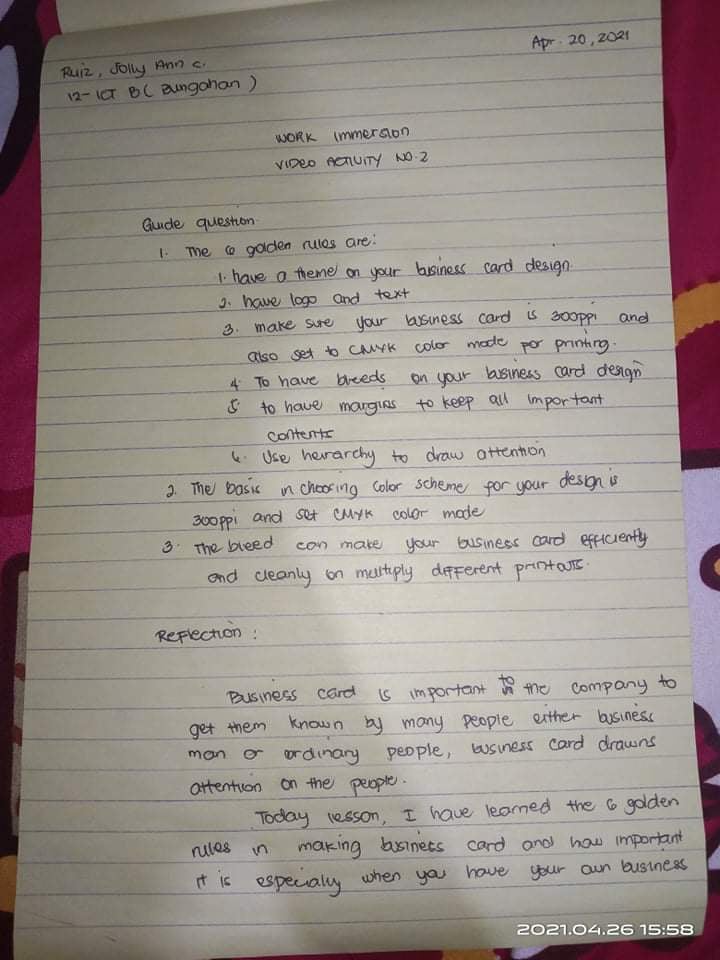 Apr. 20, 2021
Ruiz, Jolly Ann C.
12- ICT B ( Bungahan )
WORK Immersion
VIDEO ACTIVITY NO. 2
Guide question.
1. The 6 golden rules are:
1. have a theme on your business card design
2. have logo and text
3. make sure your business card is 300ppi and
also set to CMYK color mode por printing.
4. To have breeds on your business card design
5. to have margins to keep all important
contents
6. Use heirarchy to draw attention
2. The basis in choosing color scheme for your design is
300ppi and set CMYK color mode
3. The bleed can make your business card efficiently
and cleanly on multiply different printouts.
Reflection :
Business card is important to the company to
get them known by many people either business
man or ordinary people, business card drawns
attention on the people.
Today lesson, I have learned the 6 golden
rules in making business card and how important
it is especially when you have your own business
2021.04.26 15:58